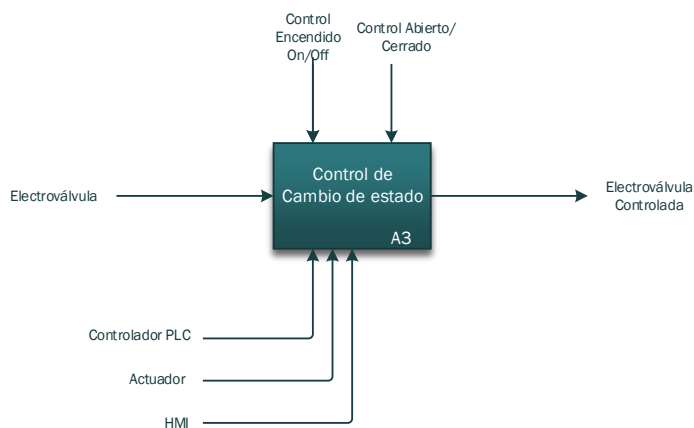 Control
Encendido
On/Off
Control Abierto/
Cerrado
Control de
Cambio de estado
A3
Electroválvula
Electroválvula
Controlada
Controlador PLC
Actuador
HMI